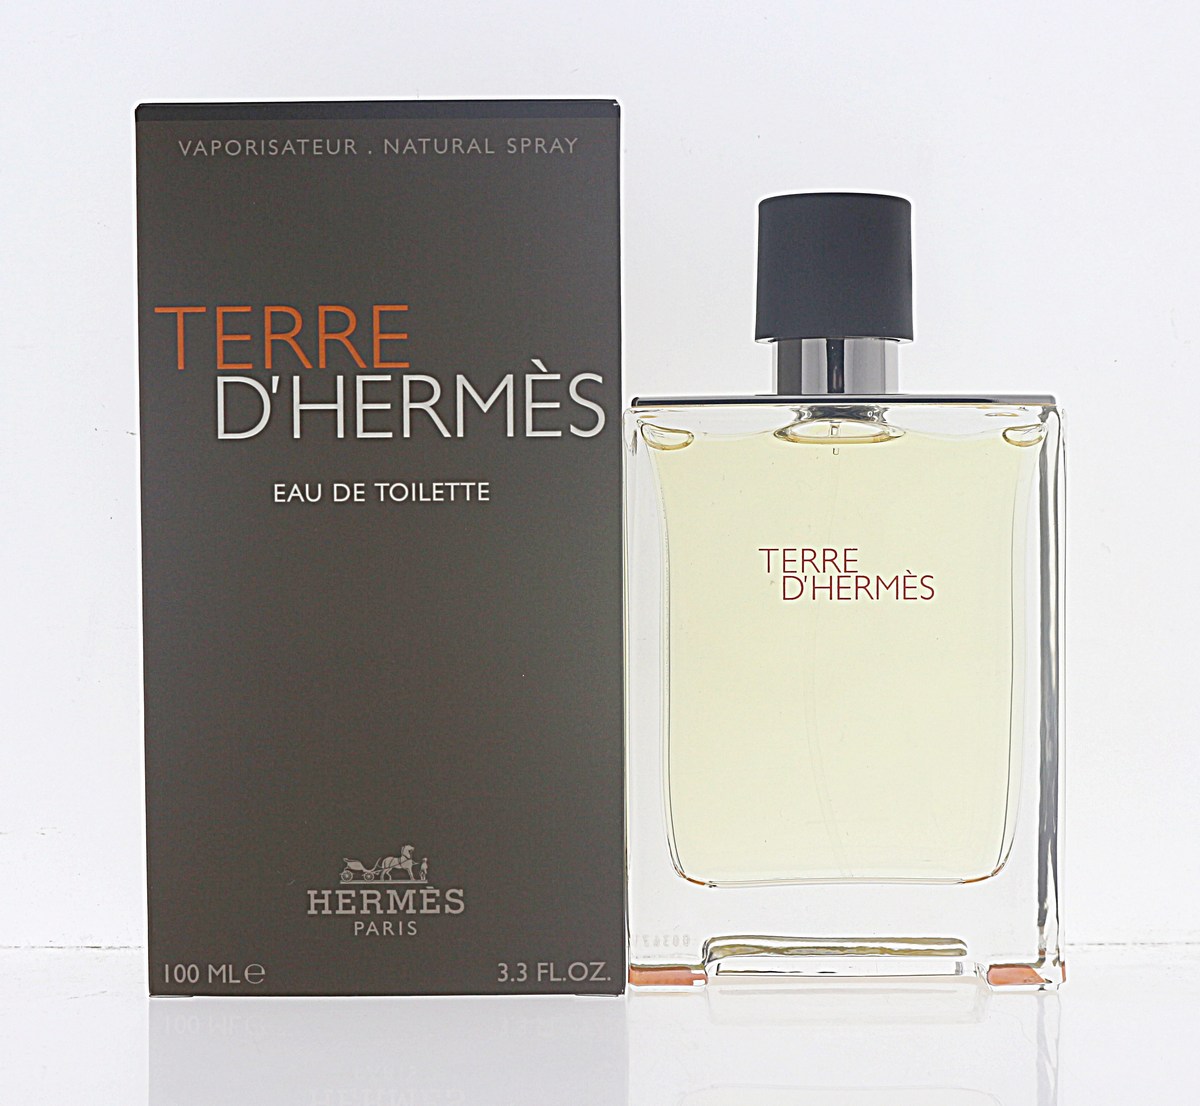 VAPORISATEUR . NATURAL SPRAY
TERRE
D'HERMÈS
EAU DE TOILETTE
HERMÈS
PARIS
100 ML℮
3.3 FL.OZ.
TERRE
D'HERMÈS